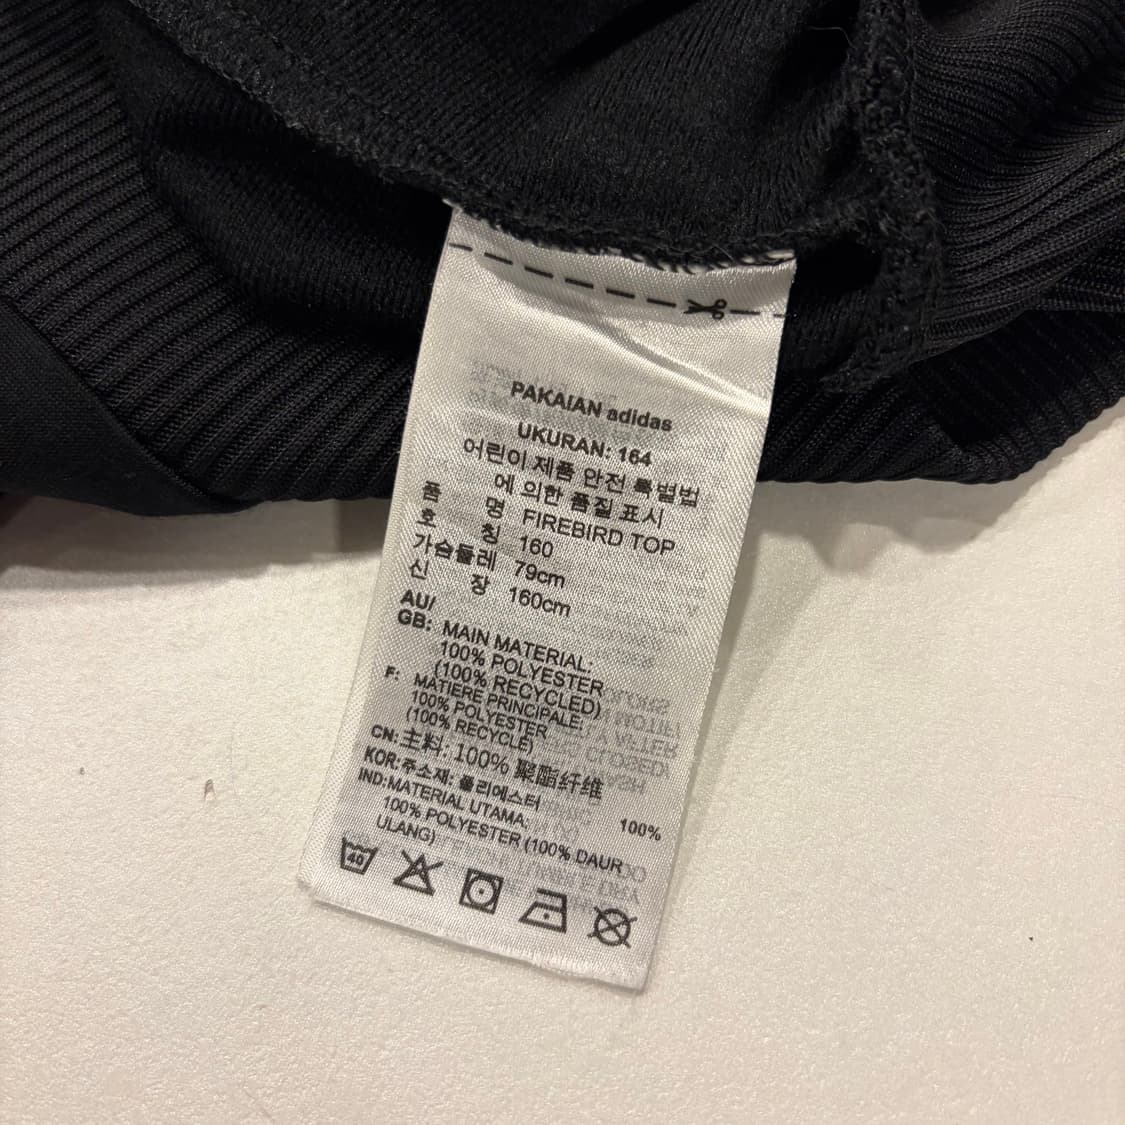 PAKAIAN adidas
UKURAN: 164
어린이 제품 안전 특별법
에 의한 품질 표시
품 명 FIREBIRD TOP
호 칭 160
가슴둘레 79cm
신 장 160cm
AU/
GB: MAIN MATERIAL:
100% POLYESTER
(100% RECYCLED)
F: MATIERE PRINCIPALE:
100% POLYESTER
(100% RECYCLÉ)
CN: 主料: 100% 聚酯纤维
KOR: 주소재: 폴리에스터 100%
IND: MATERIAL UTAMA:
100% POLYESTER (100% DAUR
ULANG)
40